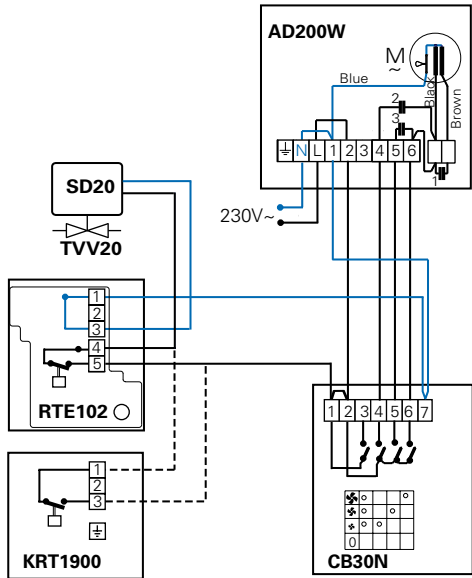 AD200W
M
~
Blue
Black
Brown
2
3
1
N L 1 2 3 4 5 6
230V~
SD20
TVV20
1
2
3
4
5
RTE102
1 2 3 4 5 6 7
1
2
3
KRT1900
0
CB30N